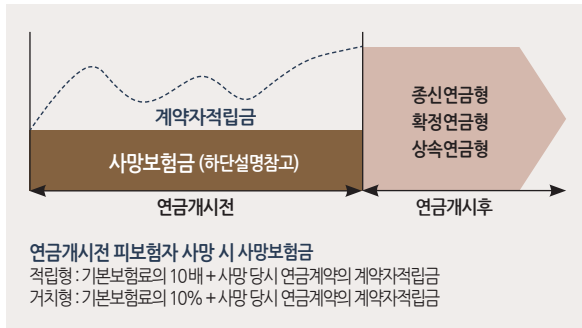 계약자적립금
사망보험금 (하단설명참고)
종신연금형
확정연금형
상속연금형
연금개시전
연금개시후
연금개시전 피보험자 사망 시 사망보험금
적립형 : 기본보험료의 10배 + 사망 당시 연금계약의 계약자적립금
거치형 : 기본보험료의 10% + 사망 당시 연금계약의 계약자적립금